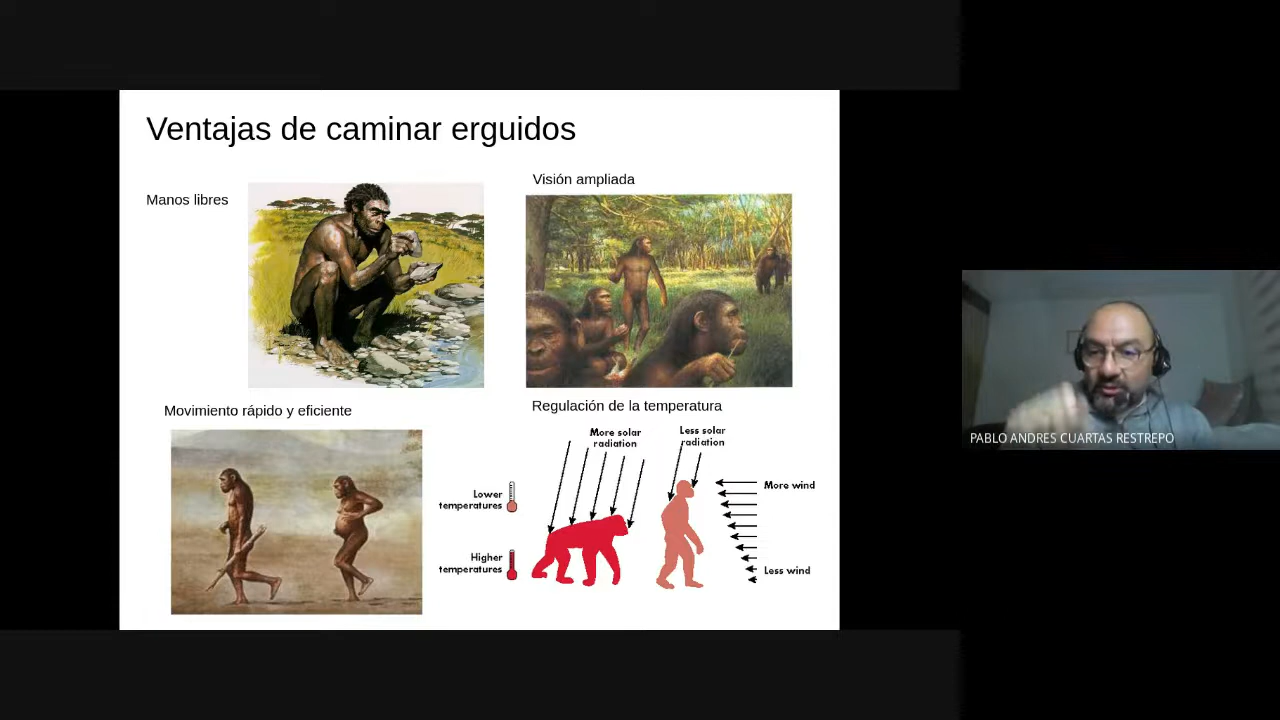 Ventajas de caminar erguidos
Manos libres
Visión ampliada
Movimiento rápido y eficiente
Regulación de la temperatura
More solar
radiation
Less solar
radiation
Lower
temperatures
Higher
temperatures
More wind
Less wind
PABLO ANDRES CUARTAS RESTREPO